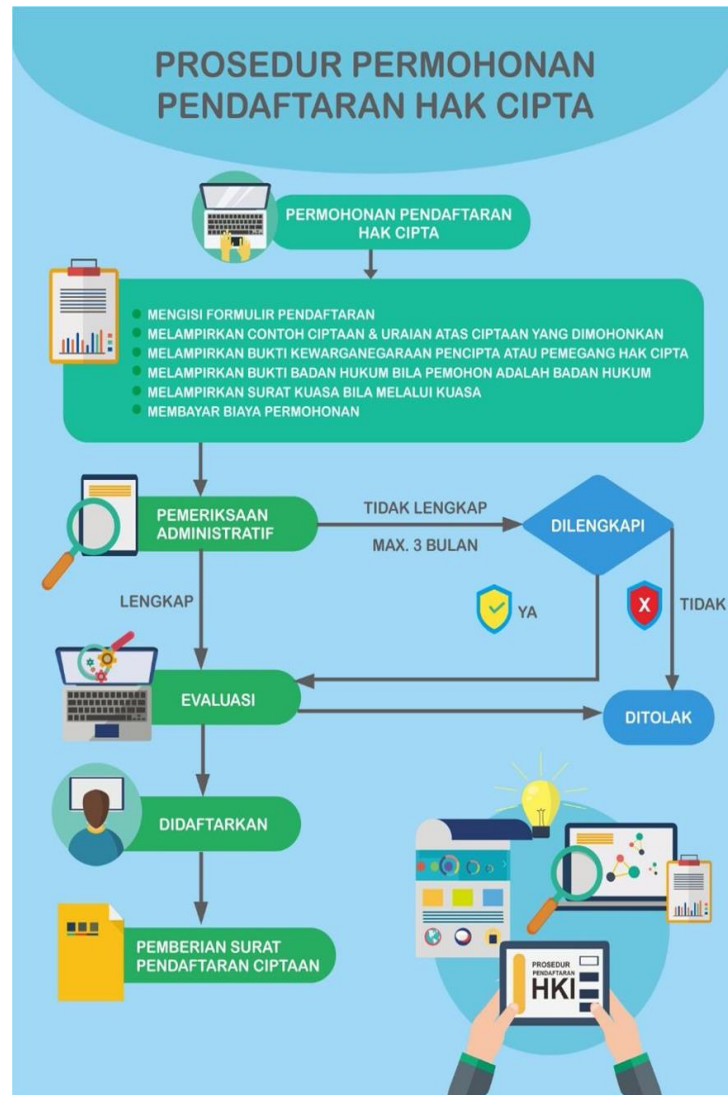 PROSEDUR PERMOHONAN
PENDAFTARAN HAK CIPTA
PERMOHONAN PENDAFTARAN
HAK CIPTA
MENGISI FORMULIR PENDAFTARAN
MELAMPIRKAN CONTOH CIPTAAN & URAIAN ATAS CIPTAAN YANG DIMOHONKAN
MELAMPIRKAN BUKTI KEWARGANEGARAAN PENCIPTA ATAU PEMEGANG HAK CIPTA
MELAMPIRKAN BUKTI BADAN HUKUM BILA PEMOHON ADALAH BADAN HUKUM
MELAMPIRKAN SURAT KUASA BILA MELALUI KUASA
MEMBAYAR BIAYA PERMOHONAN
PEMERIKSAAN
ADMINISTRATIF
TIDAK LENGKAP
MAX. 3 BULAN
DILENGKAPI
LENGKAP
YA
X
TIDAK
EVALUASI
DITOLAK
DIDAFTARKAN
PEMBERIAN SURAT
PENDAFTARAN CIPTAAN
PROSEDUR
PENDAFTARAN
HKI